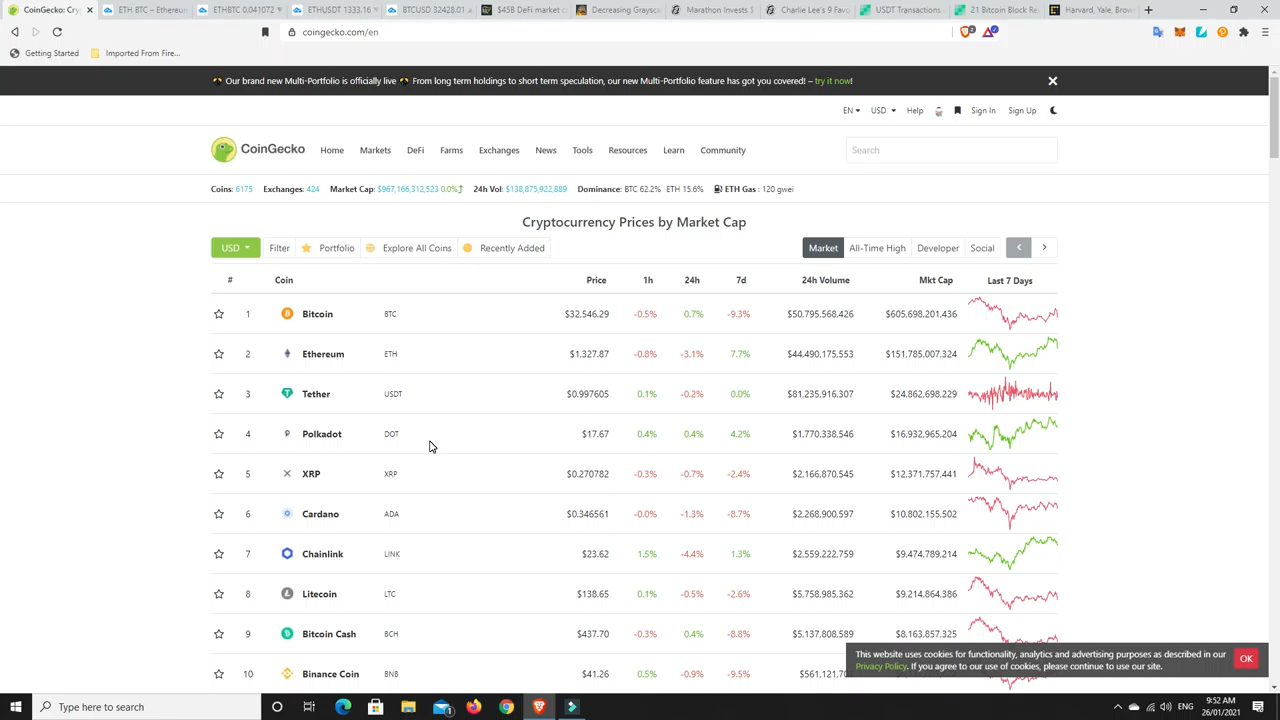 CoinGecko: Cry
ETH BTC – Ethereu
ETHBTC 0.041072
ETHUSDT 1333.16
BTCUSD 32428.01
$45B DeFi market c
Decreasing Graysca
Marathon Invests $
Charlie Lee's 9 Favo
USDT Transactions
21 Bitcoin Block Re
Harvard, Yale, Brow
coingecko.com/en
Getting Started
Imported From Fire...
Our brand new Multi-Portfolio is officially live From long term holdings to short term speculation, our new Multi-Portfolio feature has got you covered! – try it now!
EN USD Help Sign In Sign Up
CoinGecko Home Markets DeFi Farms Exchanges News Tools Resources Learn Community Search
Coins: 6175 Exchanges: 424 Market Cap: $967,166,312,523 0.0% 24h Vol: $138,875,922,889 Dominance: BTC 62.2% ETH 15.6% ETH Gas : 120 gwei
Cryptocurrency Prices by Market Cap
USD Filter Portfolio Explore All Coins Recently Added Market All-Time High Developer Social
# Coin Price 1h 24h 7d 24h Volume Mkt Cap Last 7 Days
1 Bitcoin BTC $32,546.29 -0.5% 0.7% -9.3% $50,795,568,426 $605,698,201,436
2 Ethereum ETH $1,327.87 -0.8% -3.1% 7.7% $44,490,175,553 $151,785,007,324
3 Tether USDT $0.997605 0.1% -0.2% 0.0% $81,235,916,307 $24,862,698,229
4 Polkadot DOT $17.67 0.4% 0.4% 4.2% $1,770,338,546 $16,932,965,204
5 XRP XRP $0.270782 -0.3% -0.7% -2.4% $2,166,870,545 $12,371,757,441
6 Cardano ADA $0.346561 -0.0% -1.3% -8.7% $2,268,900,597 $10,802,155,502
7 Chainlink LINK $23.62 1.5% -4.4% 1.3% $2,559,222,759 $9,474,789,214
8 Litecoin LTC $138.65 0.1% -0.5% -2.6% $5,758,985,362 $9,214,864,386
9 Bitcoin Cash BCH $437.70 -0.3% 0.4% -8.8% $5,137,808,589 $8,163,857,325
10 Binance Coin BNB $41.26 0.5% -0.9% -9.5% $561,121,70
This website uses cookies for functionality, analytics and advertising purposes as described in our
Privacy Policy. If you agree to our use of cookies, please continue to use our site.
OK
Type here to search
ENG
9:52 AM
26/01/2021